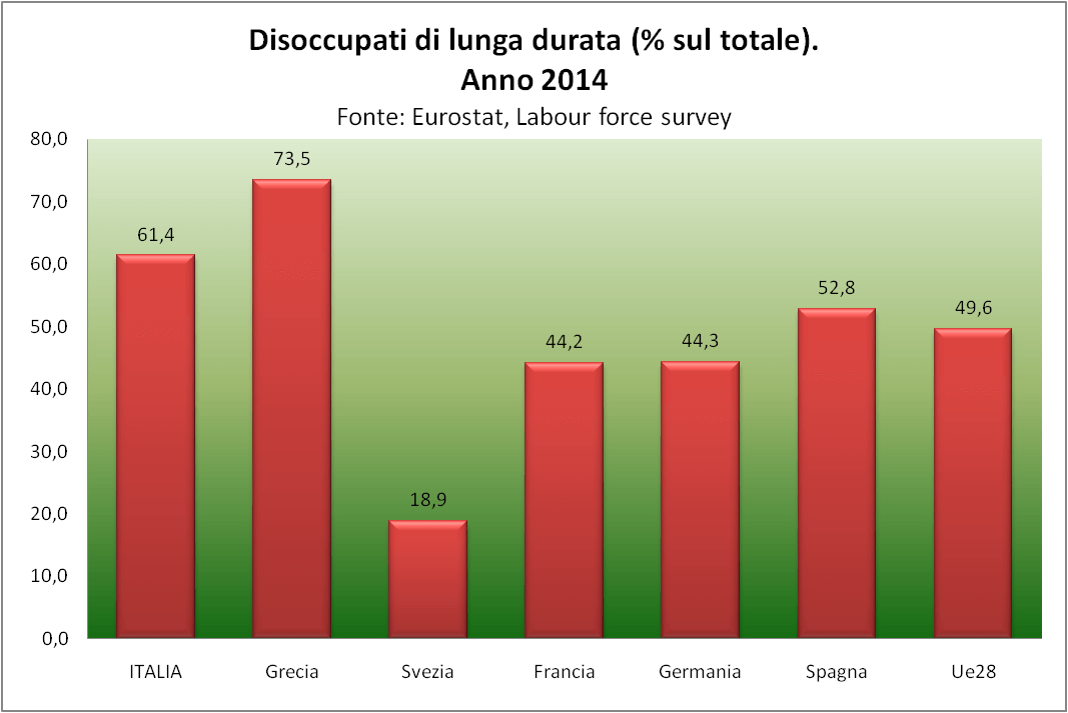 Disoccupati di lunga durata (% sul totale).
Anno 2014
Fonte: Eurostat, Labour force survey
80,0
70,0
60,0
50,0
40,0
30,0
20,0
10,0
0,0
61,4
73,5
18,9
44,2
44,3
52,8
49,6
ITALIA
Grecia
Svezia
Francia
Germania
Spagna
Ue28